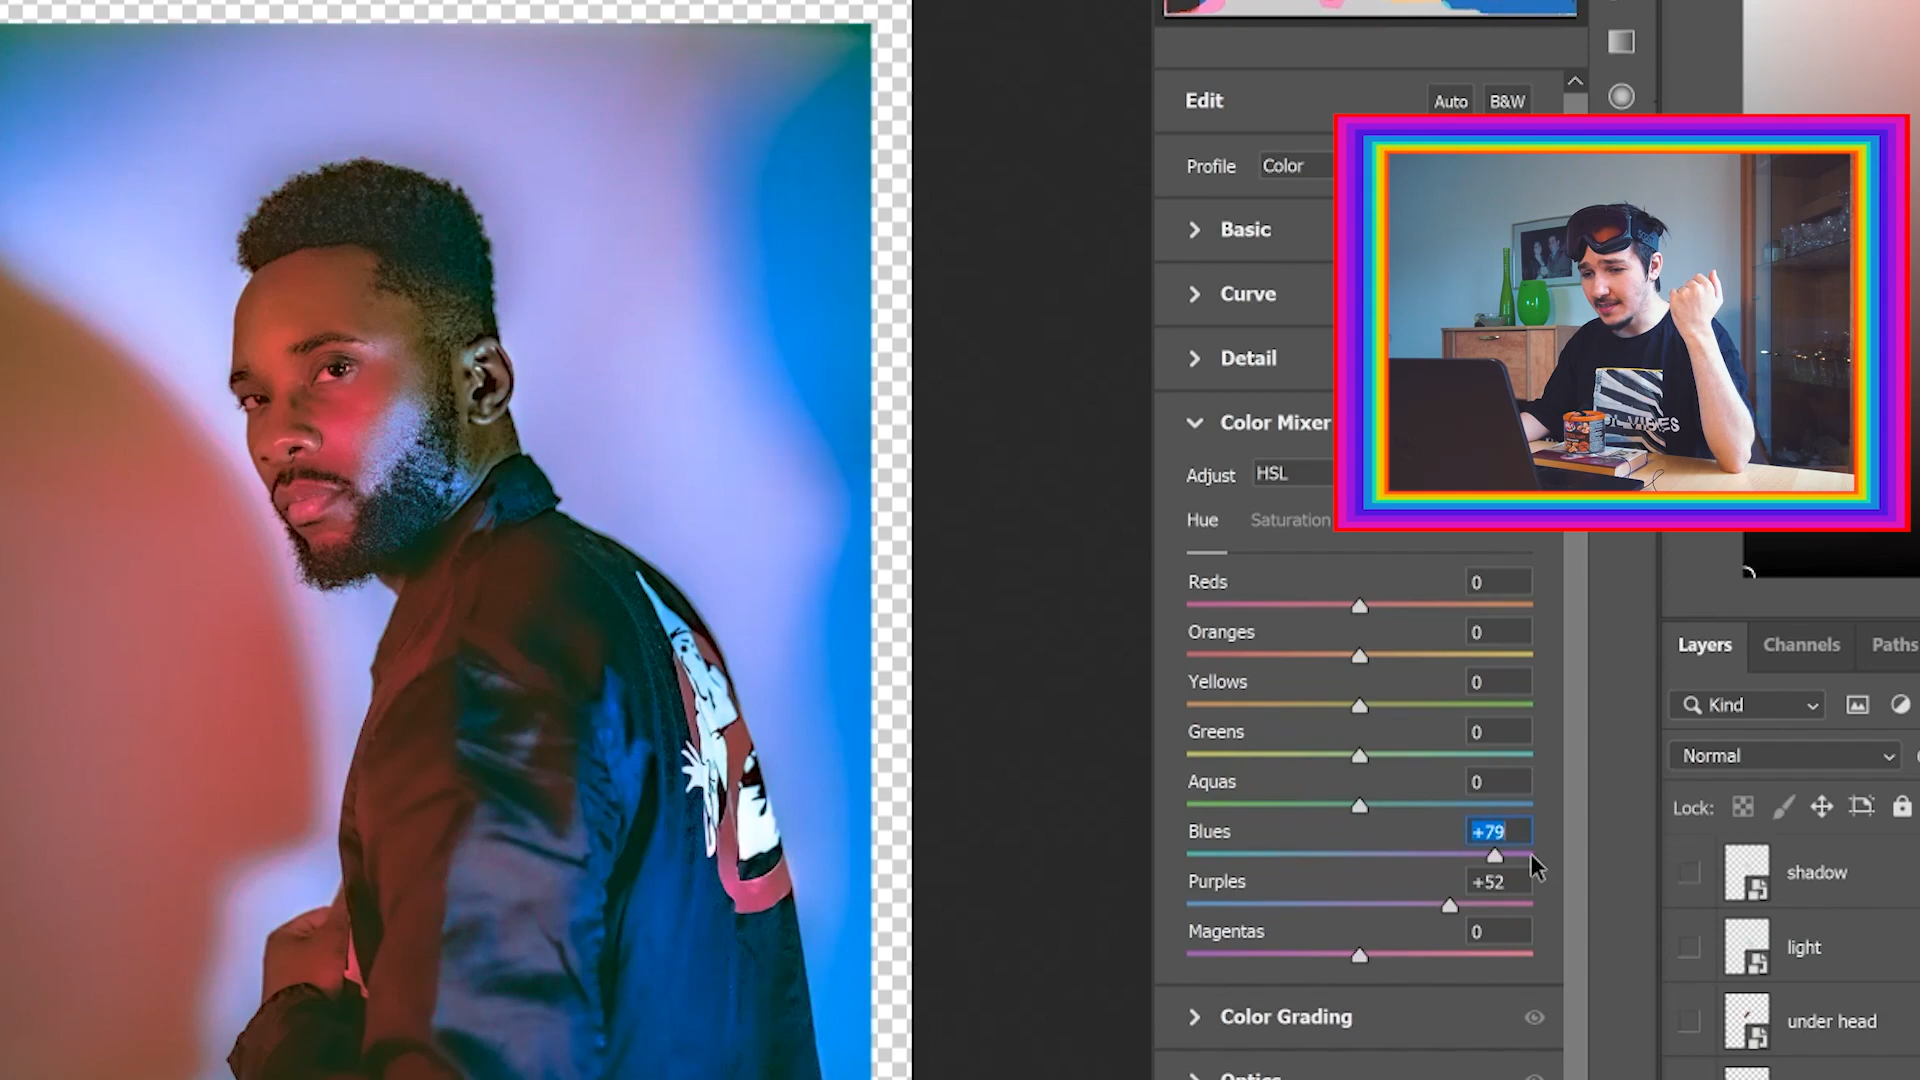 Edit
Auto B&W
Profile Color
Basic
Curve
Detail
Color Mixer
Adjust HSL
Hue Saturation
Reds 0
Oranges 0
Yellows 0
Greens 0
Aquas 0
Blues +79
Purples +52
Magentas 0
Color Grading
Layers Channels Paths
Kind
Normal
Lock:
shadow
light
under head